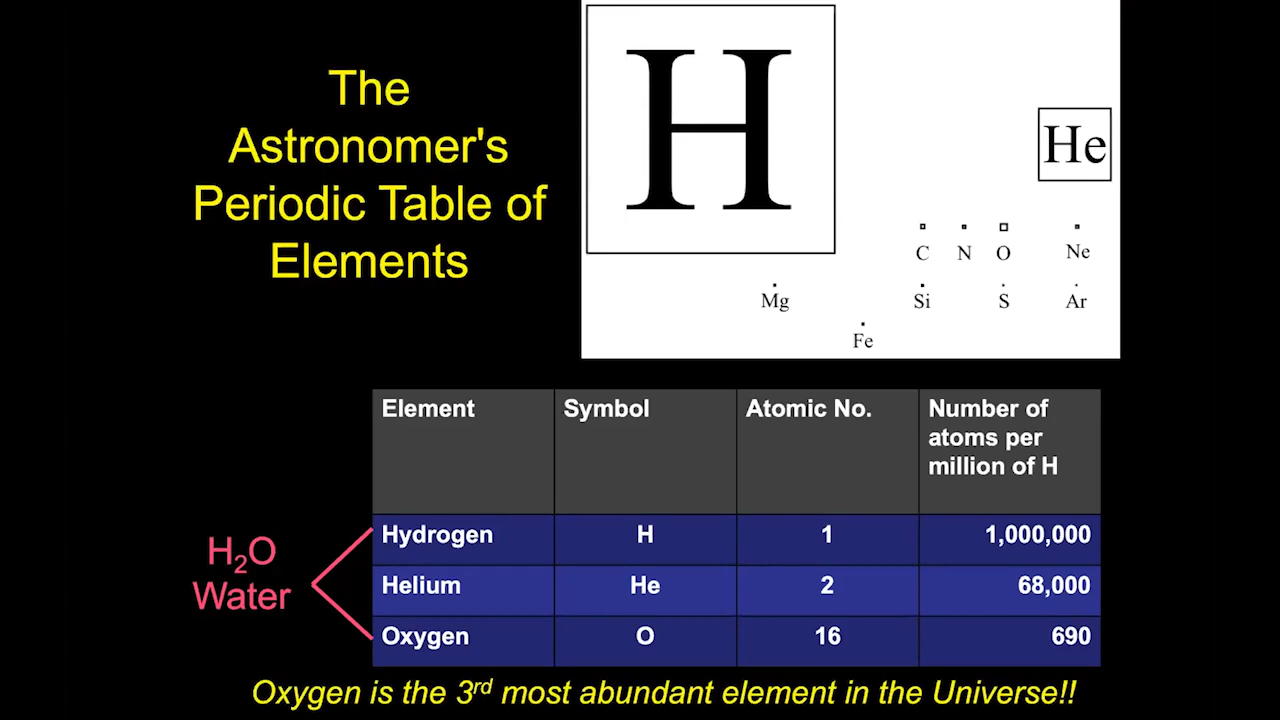 The
Astronomer's
Periodic Table of
Elements
H
He
C N O Ne
Mg Si S Ar
Fe
Element Symbol Atomic No. Number of
atoms per
million of H
Hydrogen H 1 1,000,000
Helium He 2 68,000
Oxygen O 16 690
H₂O
Water
Oxygen is the 3rd most abundant element in the Universe!!